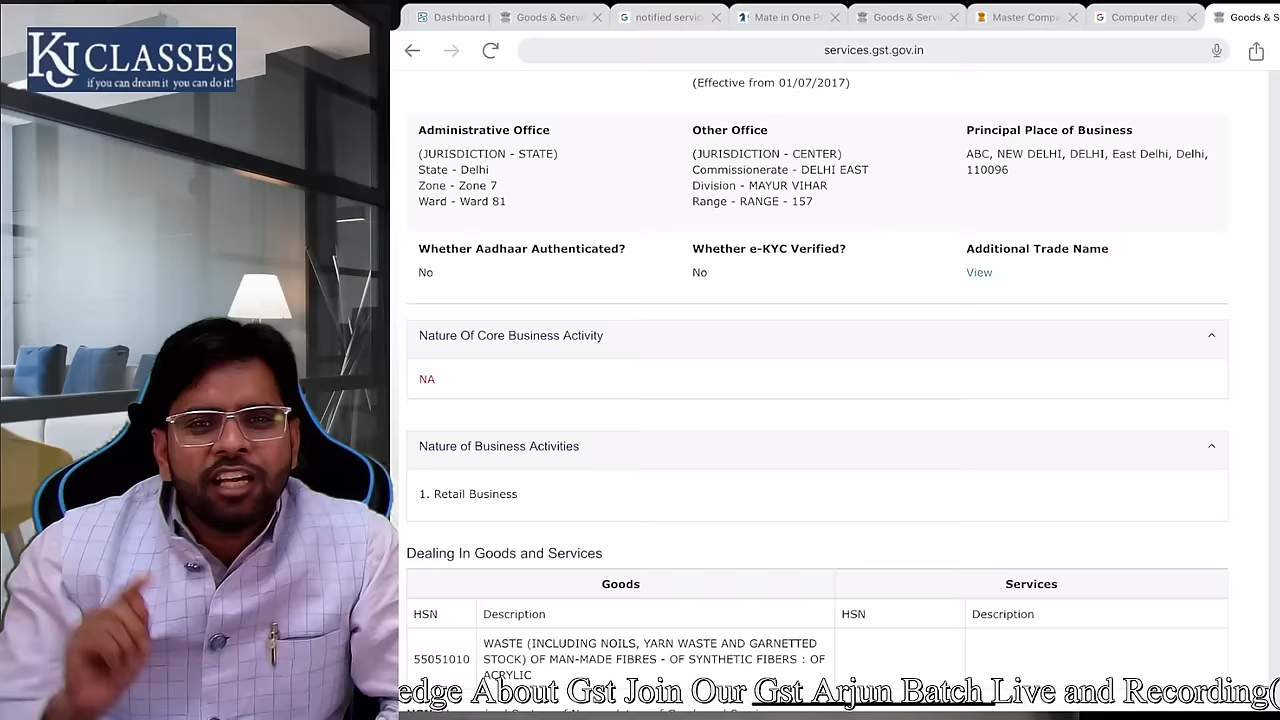 KJ CLASSES
if you can dream it you can do it!
Dashboard |
Goods & Serv
notified servic
Mate in One P
Goods & Serv
Master Compu
Computer dep
Goods & S
services.gst.gov.in
(Effective from 01/07/2017)
Administrative Office
(JURISDICTION - STATE)
State - Delhi
Zone - Zone 7
Ward - Ward 81
Other Office
(JURISDICTION - CENTER)
Commissionerate - DELHI EAST
Division - MAYUR VIHAR
Range - RANGE - 157
Principal Place of Business
ABC, NEW DELHI, DELHI, East Delhi, Delhi,
110096
Whether Aadhaar Authenticated?
No
Whether e-KYC Verified?
No
Additional Trade Name
View
Nature Of Core Business Activity
NA
Nature of Business Activities
1. Retail Business
Dealing In Goods and Services
Goods Services
HSN Description HSN Description
55051010
WASTE (INCLUDING NOILS, YARN WASTE AND GARNETTED
STOCK) OF MAN-MADE FIBRES - OF SYNTHETIC FIBERS : OF
ACRYLIC
edge About Gst Join Our Gst Arjun Batch Live and Recording(